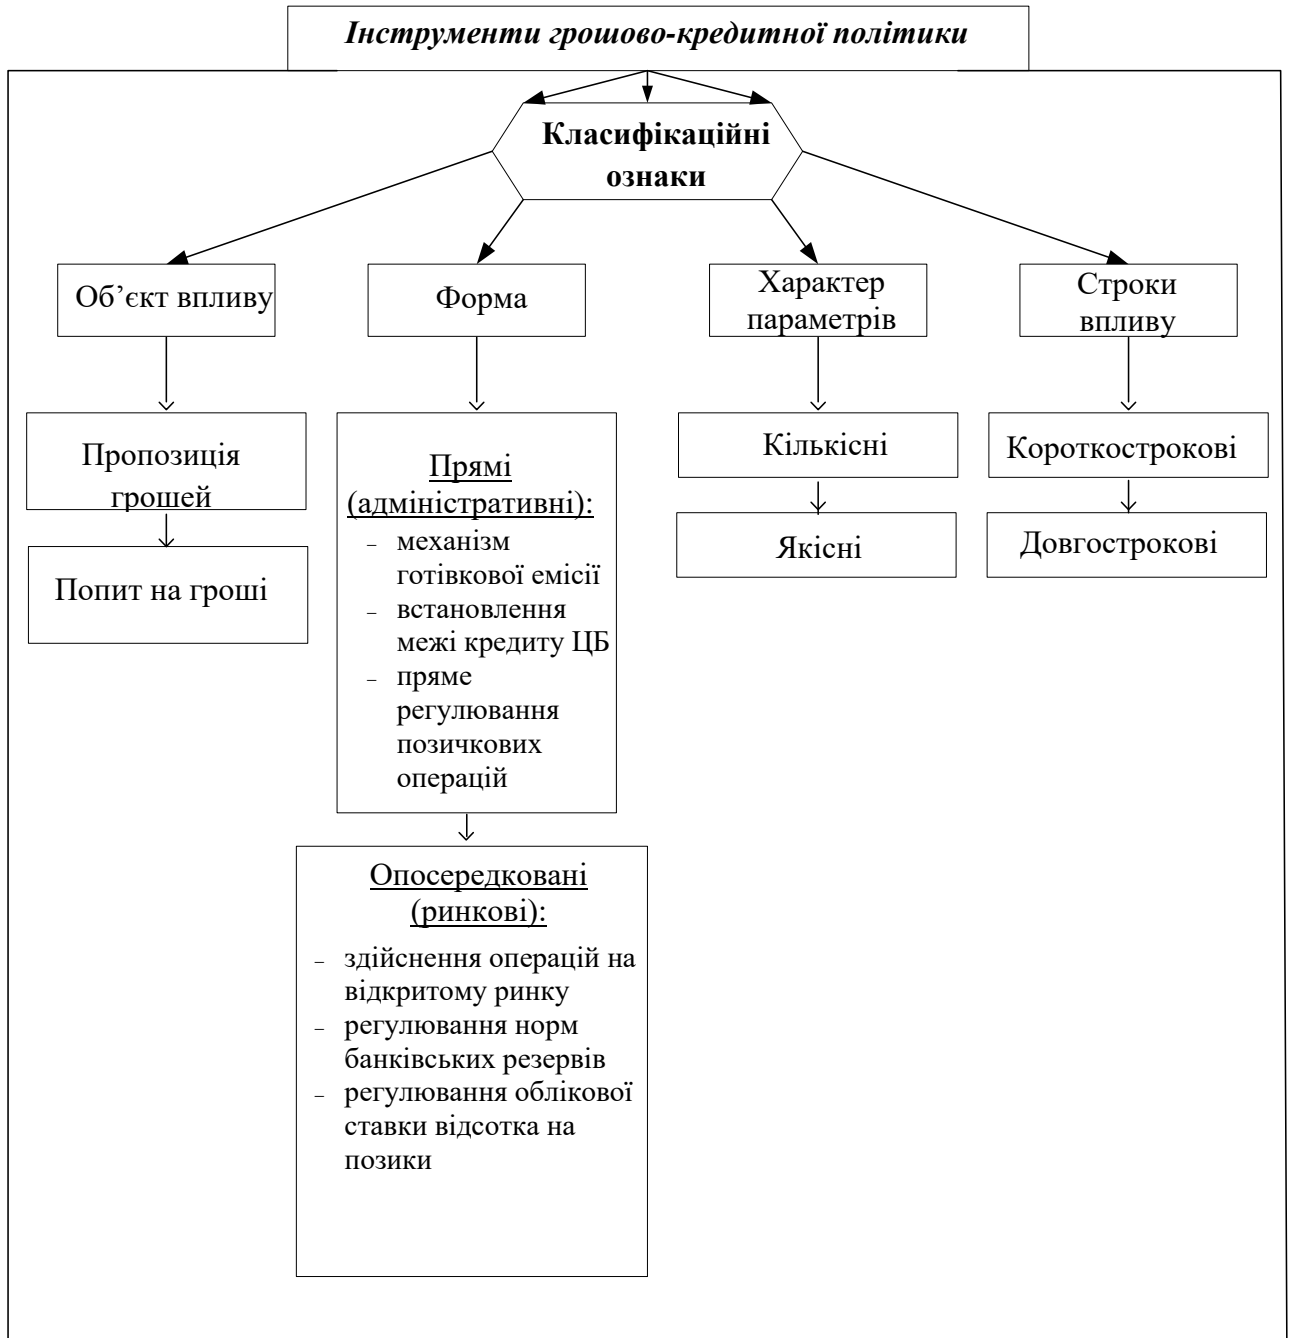 Інструменти грошово-кредитної політики
Класифікаційні
ознаки
Об’єкт впливу
Форма
Характер
параметрів
Строки
впливу
Пропозиція
грошей
Попит на гроші
Прямі
(адміністративні):
– механізм
готівкової емісії
– встановлення
межі кредиту ЦБ
– пряме
регулювання
позичкових
операцій
Опосередковані
(ринкові):
– здійснення операцій на
відкритому ринку
– регулювання норм
банківських резервів
– регулювання облікової
ставки відсотка на
позики
Кількісні
Якісні
Короткострокові
Довгострокові